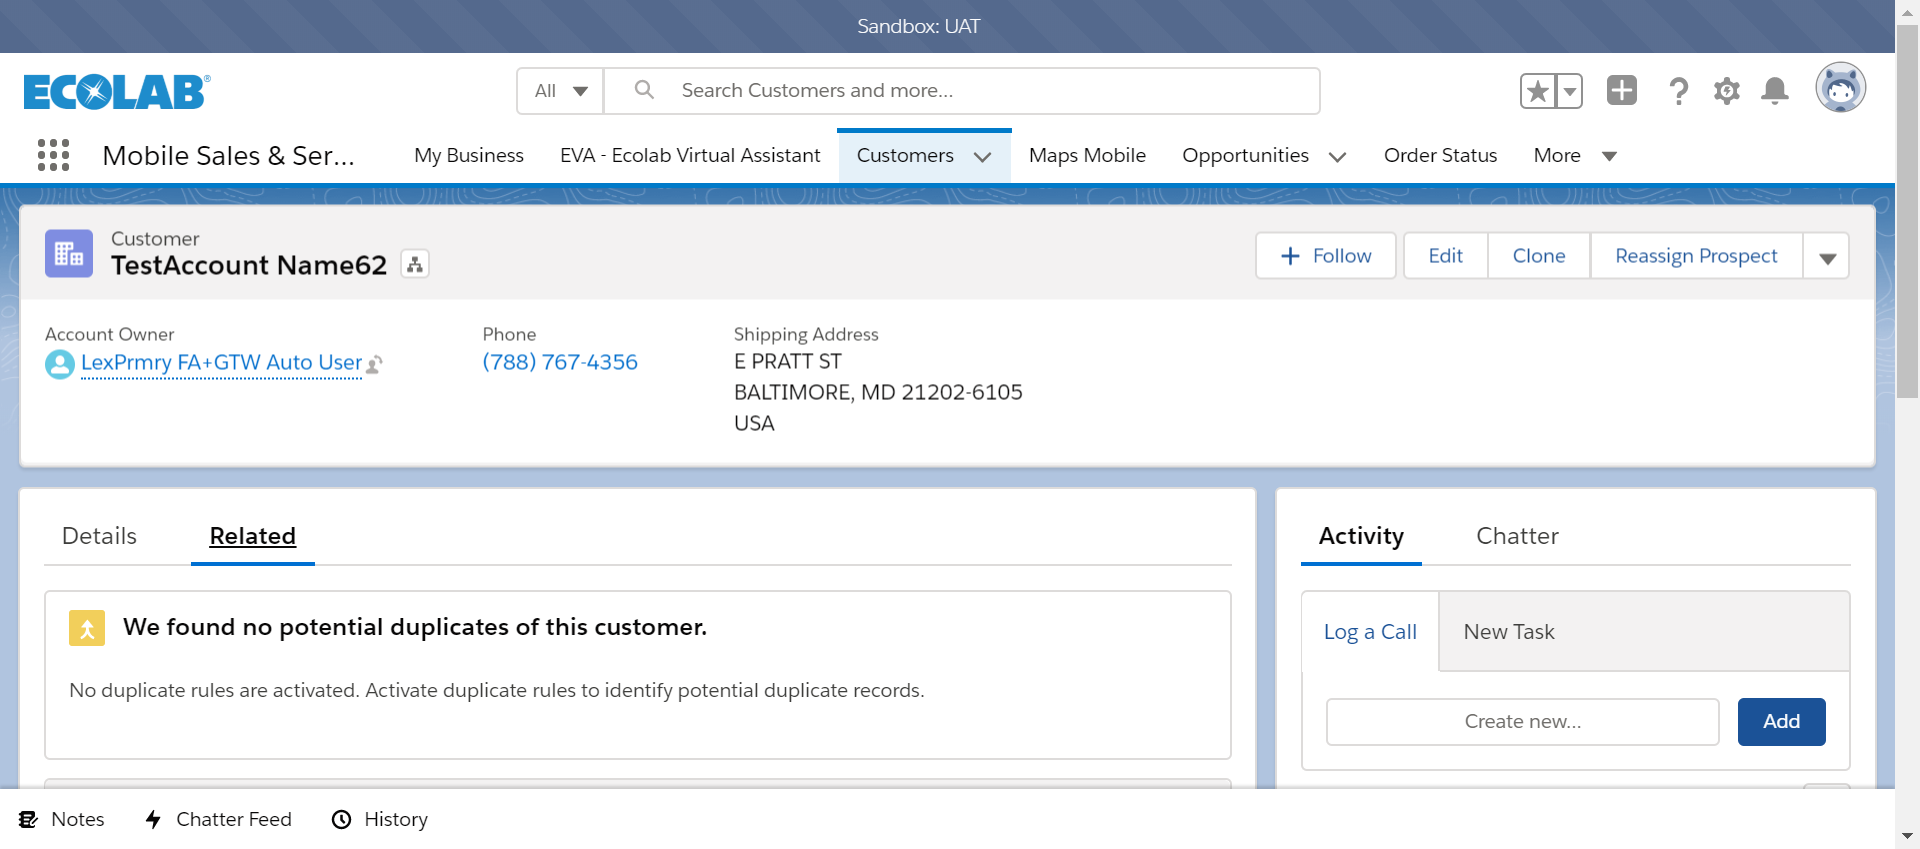 Sandbox: UAT
ECOLAB®
All
Search Customers and more...
Mobile Sales & Ser...
My Business
EVA - Ecolab Virtual Assistant
Customers
Maps Mobile
Opportunities
Order Status
More
Customer
TestAccount Name62
Follow
Edit
Clone
Reassign Prospect
Account Owner
LexPrmry FA+GTW Auto User
Phone
(788) 767-4356
Shipping Address
E PRATT ST
BALTIMORE, MD 21202-6105
USA
Details
Related
We found no potential duplicates of this customer.
No duplicate rules are activated. Activate duplicate rules to identify potential duplicate records.
Activity
Chatter
Log a Call
New Task
Create new...
Add
Notes
Chatter Feed
History